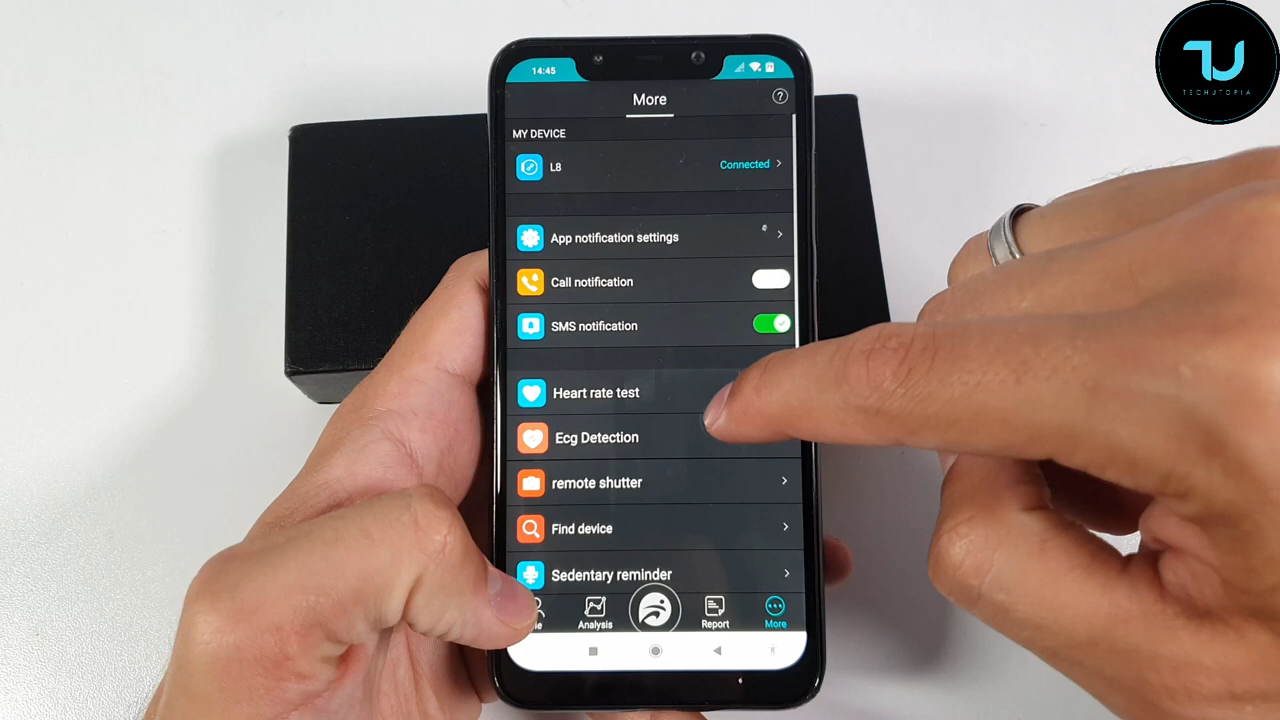 TECHUTOPIA
14:45
More
?
MY DEVICE
L8
Connected
App notification settings
Call notification
SMS notification
Heart rate test
Ecg Detection
remote shutter
Find device
Sedentary reminder
Analysis
Report
More